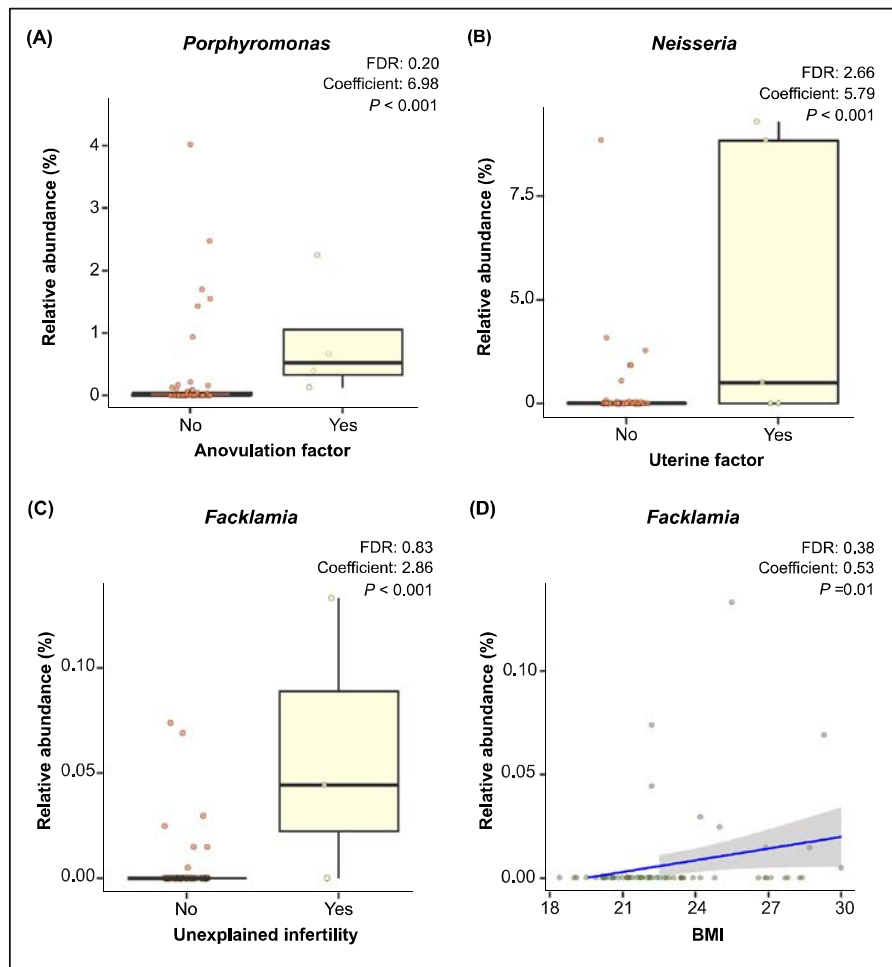 (A)
Porphyromonas
FDR: 0.20
Coefficient: 6.98
P < 0.001
Relative abundance (%)
4
3
2
1
0
No
Yes
Anovulation factor
(B)
Neisseria
FDR: 2.66
Coefficient: 5.79
P < 0.001
Relative abundance (%)
7.5
5.0
0
No
Yes
Uterine factor
(C)
Facklamia
FDR: 0.83
Coefficient: 2.86
P < 0.001
Relative abundance (%)
0.10
0.05
0.00
No
Yes
Unexplained infertility
(D)
Facklamia
FDR: 0.38
Coefficient: 0.53
P =0.01
Relative abundance (%)
0.10
0.05
0.00
18
21
24
27
30
BMI